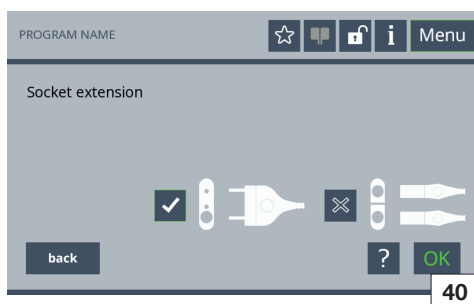 PROGRAM NAME
i Menu
Socket extension
back
? OK
40